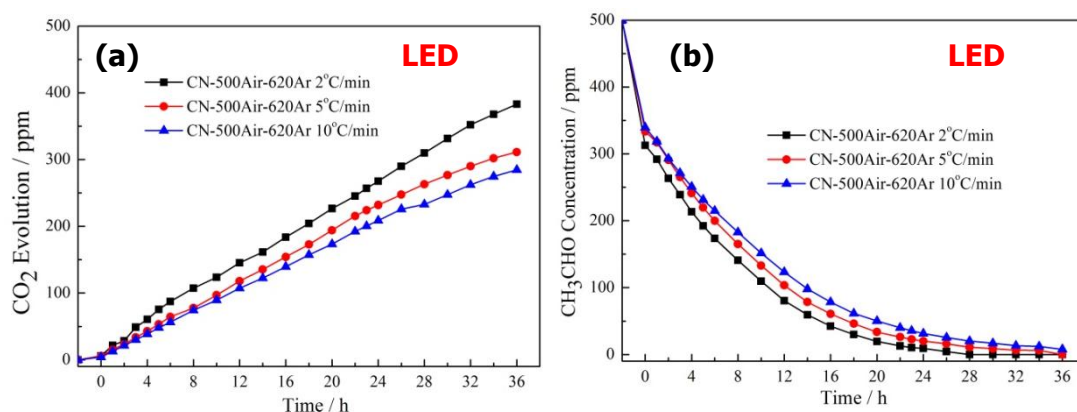 (a)
LED
CN-500Air-620Ar 2°C/min
CN-500Air-620Ar 5°C/min
CN-500Air-620Ar 10°C/min
CO2 Evolution / ppm
500
400
300
200
100
0
0 4 8 12 16 20 24 28 32 36
Time / h
(b)
LED
CN-500Air-620Ar 2°C/min
CN-500Air-620Ar 5°C/min
CN-500Air-620Ar 10°C/min
CH3CHO Concentration / ppm
500
400
300
200
100
0
0 4 8 12 16 20 24 28 32 36
Time / h